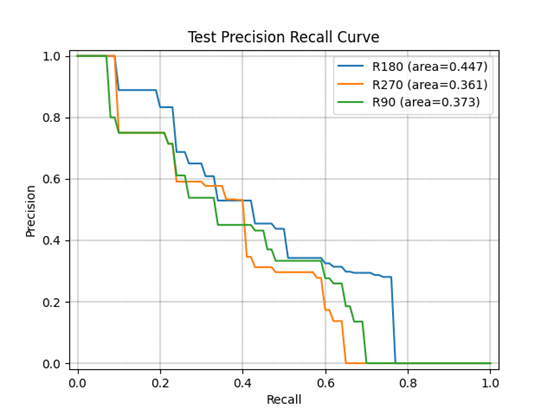 Test Precision Recall Curve
R180 (area=0.447)
R270 (area=0.361)
R90 (area=0.373)
Precision
1.0
0.8
0.6
0.4
0.2
0.0
0.0 0.2 0.4 0.6 0.8 1.0
Recall